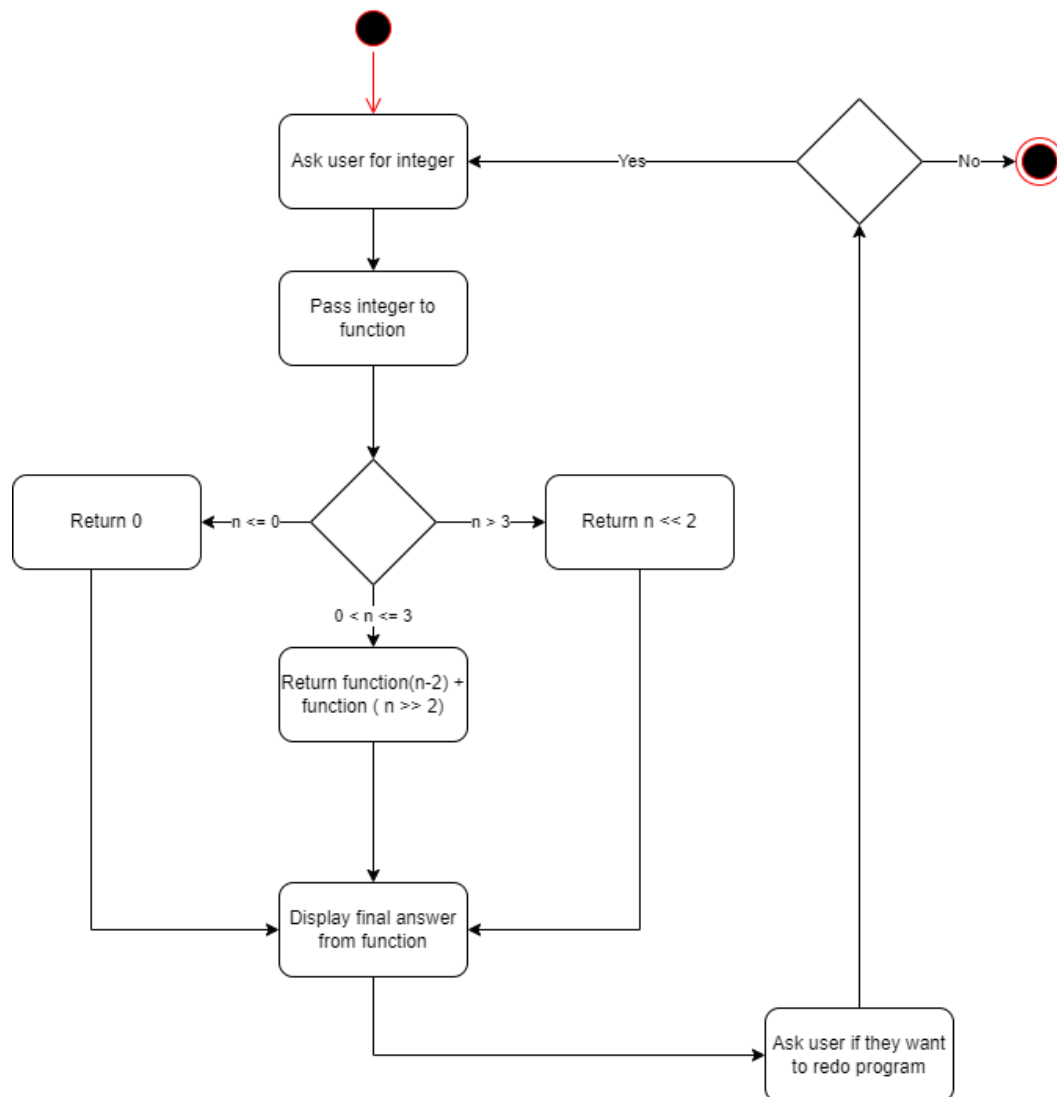 Ask user for integer
Yes
No
Pass integer to
function
Return 0
n <= 0
n > 3
Return n << 2
0 < n <= 3
Return function(n-2) +
function ( n >> 2)
Display final answer
from function
Ask user if they want
to redo program